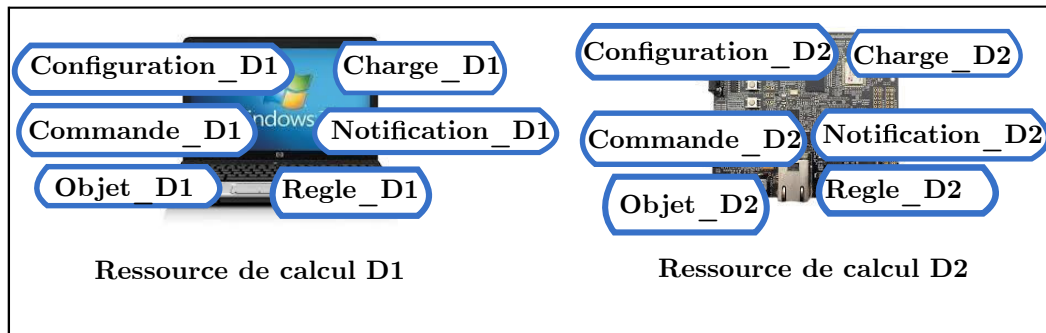 Configuration_D1
Charge_D1
Commande_D1
Notification_D1
Objet_D1
Regle_D1
Ressource de calcul D1
Configuration_D2
Charge_D2
Commande_D2
Notification_D2
Objet_D2
Regle_D2
Ressource de calcul D2